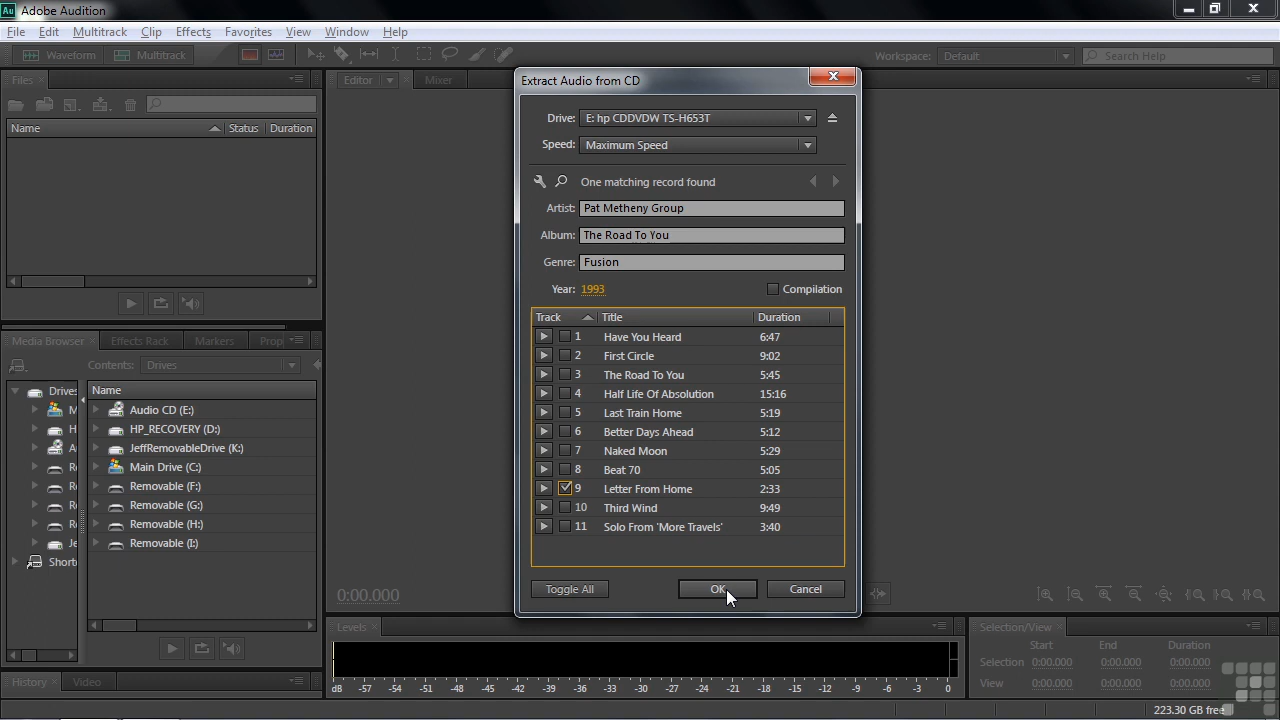 Au Adobe Audition
File Edit Multitrack Clip Effects Favorites View Window Help
Waveform Multitrack Workspace: Default Search Help
Files Editor Mixer
Name Status Duration
Extract Audio from CD
Drive: E: hp CDDVDW TS-H653T
Speed: Maximum Speed
One matching record found
Artist: Pat Metheny Group
Album: The Road To You
Genre: Fusion
Year: 1993 Compilation
Track Title Duration
1 Have You Heard 6:47
2 First Circle 9:02
3 The Road To You 5:45
4 Half Life Of Absolution 15:16
5 Last Train Home 5:19
6 Better Days Ahead 5:12
7 Naked Moon 5:29
8 Beat 70 5:05
9 Letter From Home 2:33
10 Third Wind 9:49
11 Solo From 'More Travels' 3:40
Toggle All OK Cancel
Media Browser Effects Rack Markers Prop
Contents: Drives
Drive:
M
H
A
R
R
R
R
Je
Short
Name
Audio CD (E:)
HP_RECOVERY (D:)
JeffRemovableDrive (K:)
Main Drive (C:)
Removable (F:)
Removable (G:)
Removable (H:)
Removable (I:)
0:00.000
Levels
dB -57 -54 -51 -48 -45 -42 -39 -36 -33 -30 -27 -24 -21 -18 -15 -12 -9 -6 -3 0
Selection/View
Start End Duration
Selection 0:00.000 0:00.000 0:00.000
View 0:00.000 0:00.000 0:00.000
History Video
223.30 GB free